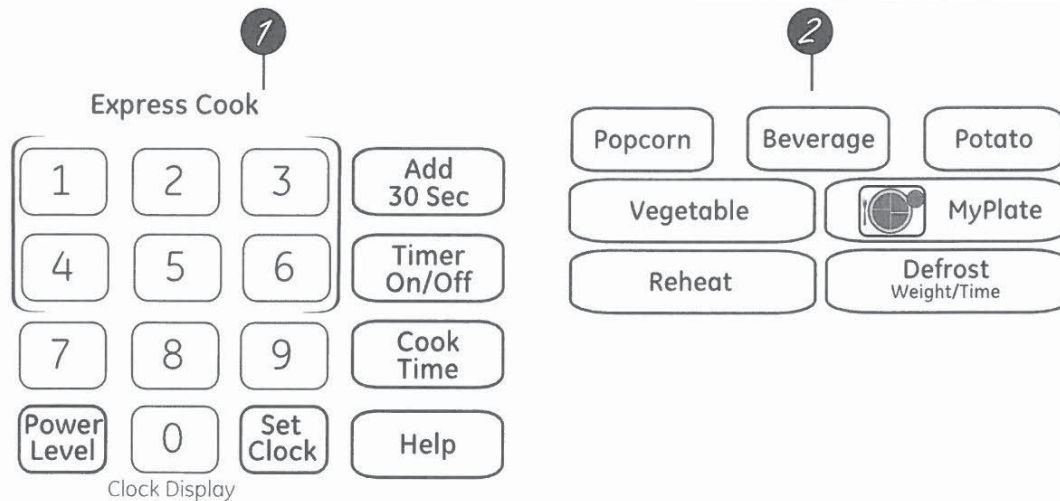 1
2
Express Cook
1 2 3
Add
30 Sec
4 5 6
Timer
On/Off
7 8 9
Cook
Time
Power
Level
0
Set
Clock
Help
Clock Display
Popcorn
Beverage
Potato
Vegetable
MyPlate
Reheat
Defrost
Weight/Time